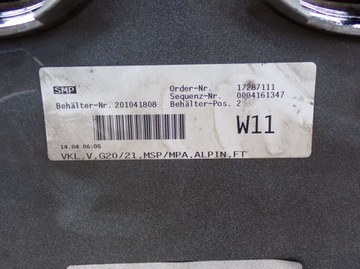 SMP
Order-Nr. 17287111
Sequenz-Nr. 0004161347
Behälter-Nr. 201041808 Behälter-Pos. 2
W11
14.04 06:05
VKL,V,G20/21,MSP/MPA,ALPIN,FT